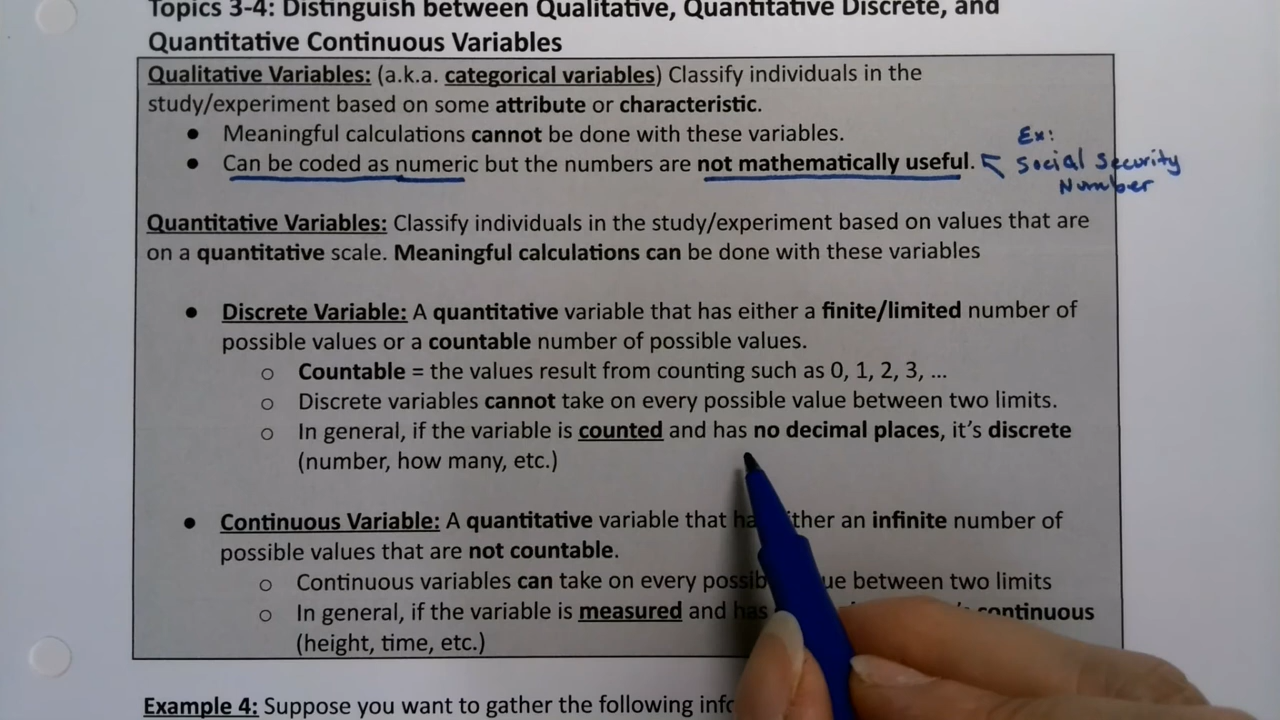 Topics 3-4: Distinguish between Qualitative, Quantitative Discrete, and
Quantitative Continuous Variables
Qualitative Variables: (a.k.a. categorical variables) Classify individuals in the
study/experiment based on some attribute or characteristic.
• Meaningful calculations cannot be done with these variables.
• Can be coded as numeric but the numbers are not mathematically useful.
Ex:
Social Security
Number
Quantitative Variables: Classify individuals in the study/experiment based on values that are
on a quantitative scale. Meaningful calculations can be done with these variables
• Discrete Variable: A quantitative variable that has either a finite/limited number of
possible values or a countable number of possible values.
o Countable = the values result from counting such as 0, 1, 2, 3, ...
o Discrete variables cannot take on every possible value between two limits.
o In general, if the variable is counted and has no decimal places, it's discrete
(number, how many, etc.)
• Continuous Variable: A quantitative variable that either an infinite number of
possible values that are not countable.
o Continuous variables can take on every between two limits
o In general, if the variable is measured and has continuous
(height, time, etc.)
Example 4: Suppose you want to gather the following